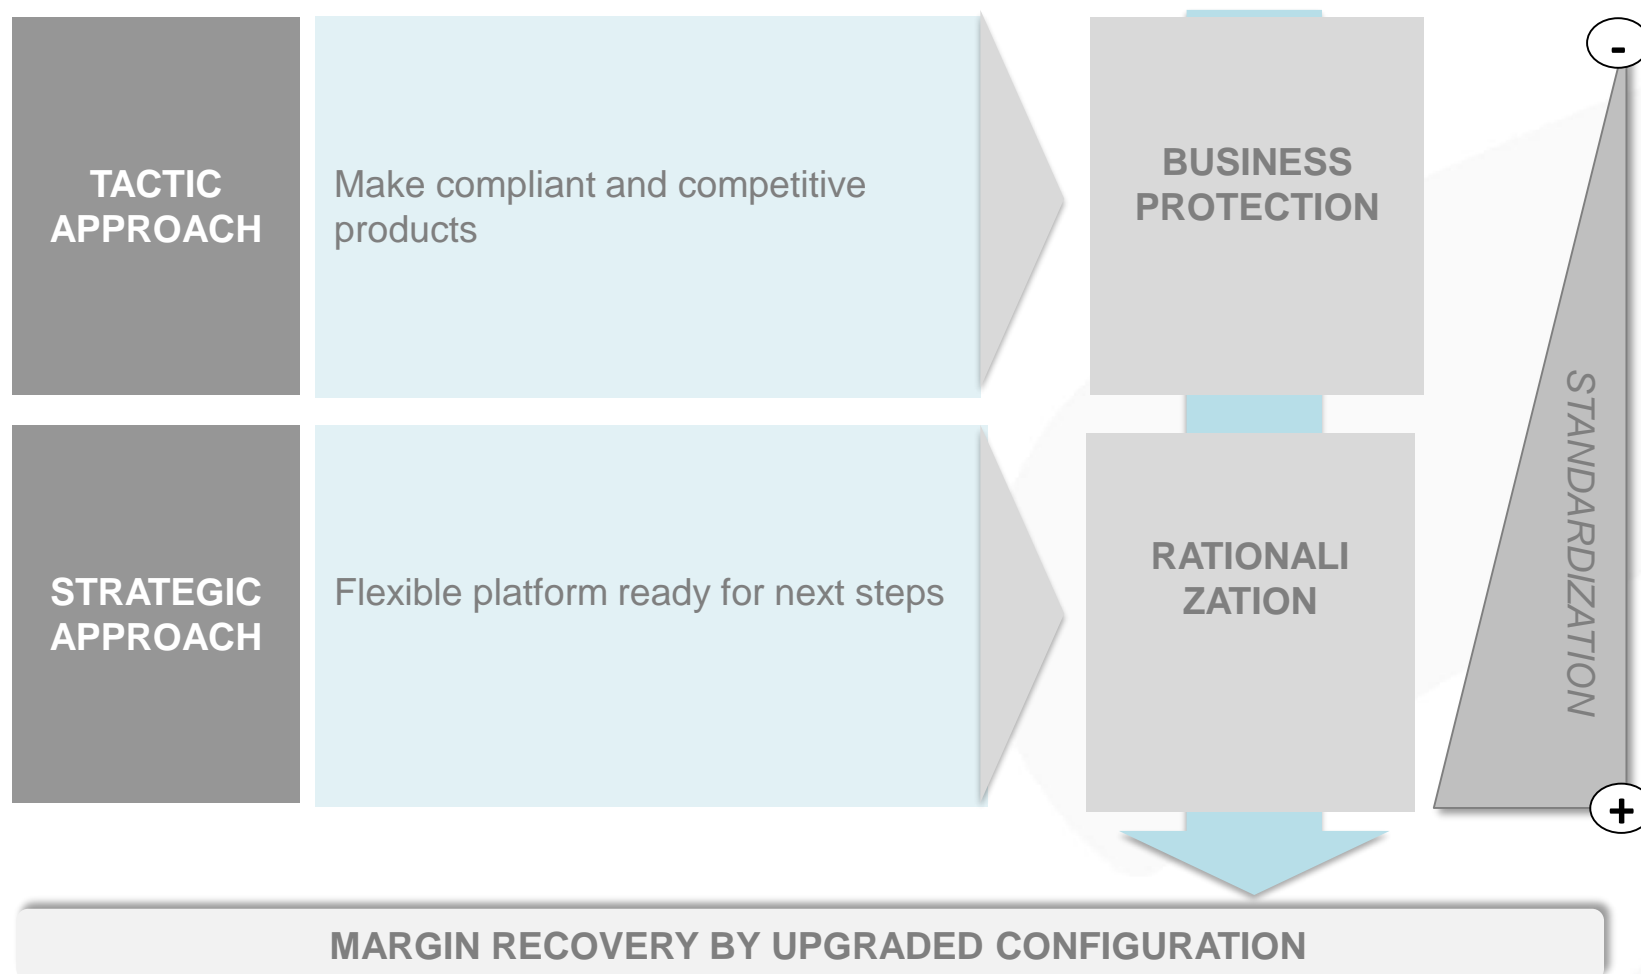 TACTIC
APPROACH
Make compliant and competitive
products
BUSINESS
PROTECTION
-
STANDARDIZATION
STRATEGIC
APPROACH
Flexible platform ready for next steps
RATIONALI
ZATION
+
MARGIN RECOVERY BY UPGRADED CONFIGURATION